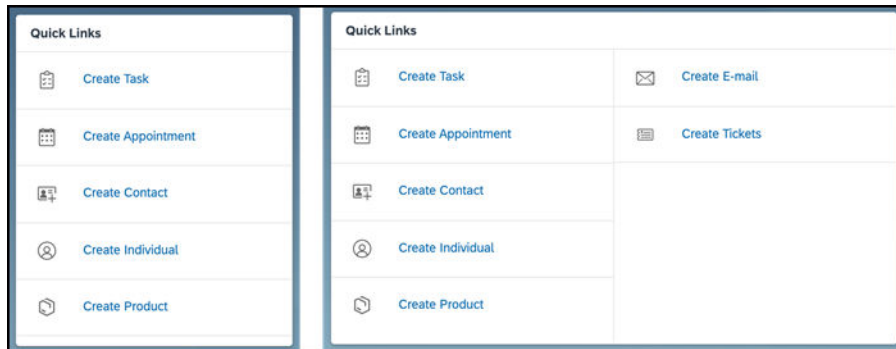 Quick Links
Create Task
Create Appointment
Create Contact
Create Individual
Create Product
Quick Links
Create Task
Create Appointment
Create Contact
Create Individual
Create Product
Create E-mail
Create Tickets